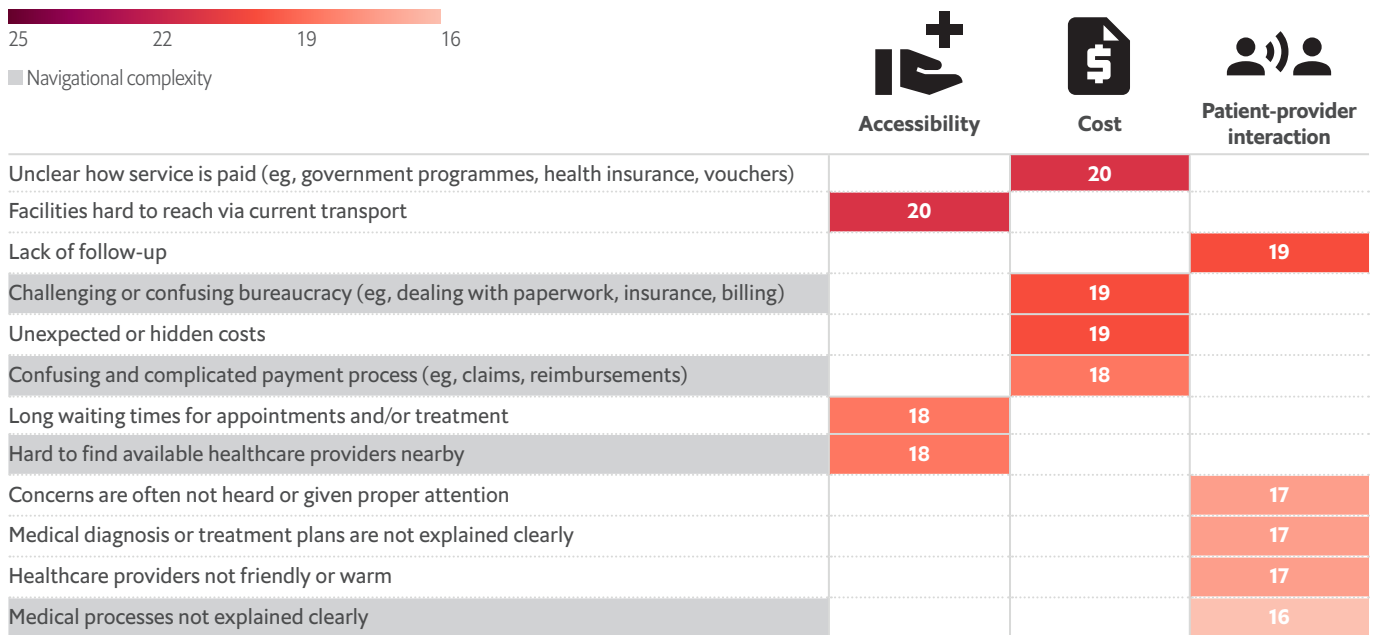 25 22 19 16
Navigational complexity
Accessibility
Cost
Patient-provider
interaction
Unclear how service is paid (eg, government programmes, health insurance, vouchers) 20
Facilities hard to reach via current transport 20
Lack of follow-up 19
Challenging or confusing bureaucracy (eg, dealing with paperwork, insurance, billing) 19
Unexpected or hidden costs 19
Confusing and complicated payment process (eg, claims, reimbursements) 18
Long waiting times for appointments and/or treatment 18
Hard to find available healthcare providers nearby 18
Concerns are often not heard or given proper attention 17
Medical diagnosis or treatment plans are not explained clearly 17
Healthcare providers not friendly or warm 17
Medical processes not explained clearly 16